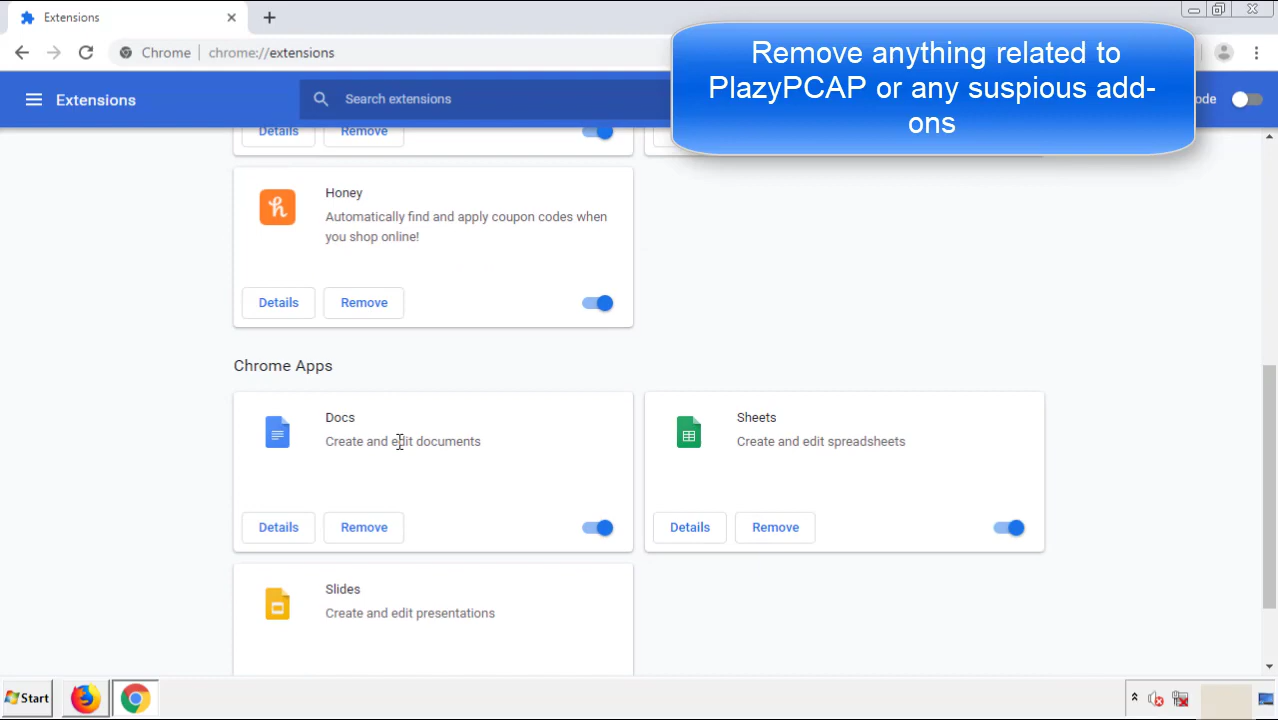 Extensions
Chrome
chrome://extensions
Remove anything related to
PlazyPCAP or any suspious add-
ons
Extensions
Search extensions
ode
Details
Remove
Honey
Automatically find and apply coupon codes when
you shop online!
Details
Remove
Chrome Apps
Docs
Create and edit documents
Details
Remove
Sheets
Create and edit spreadsheets
Details
Remove
Slides
Create and edit presentations
Start